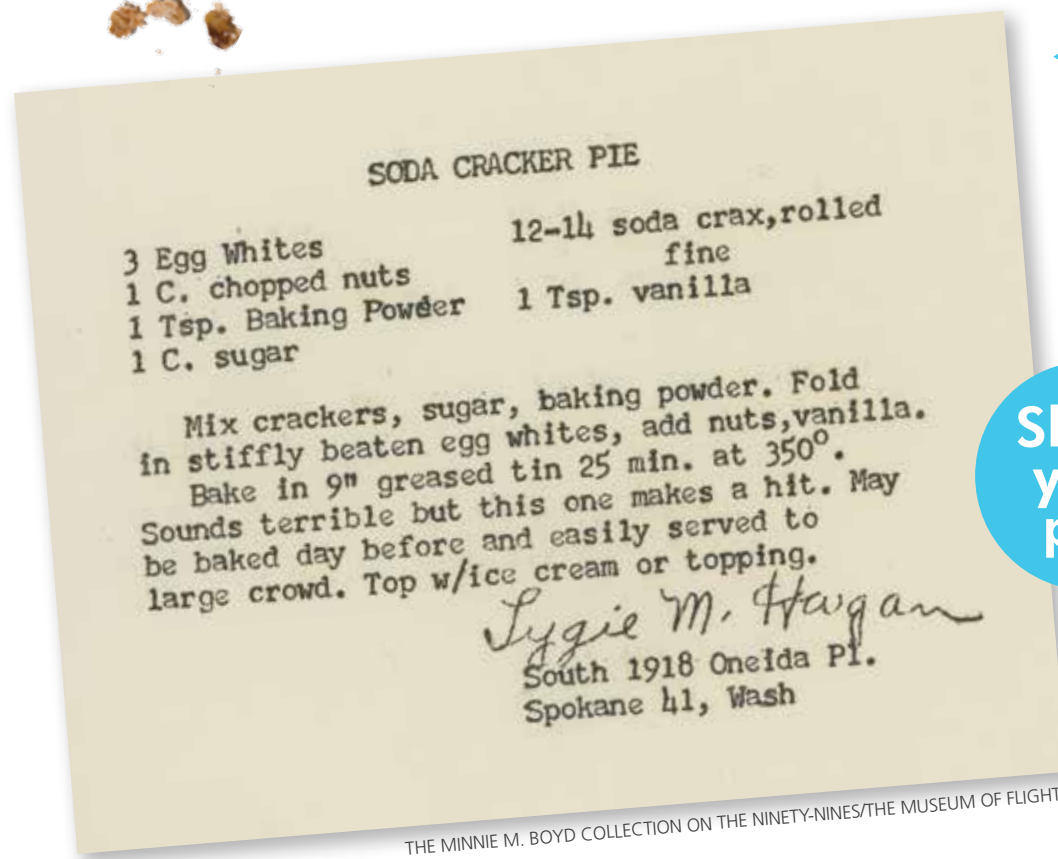 SODA CRACKER PIE
3 Egg Whites
1 C. chopped nuts
1 Tsp. Baking Powder
1 C. sugar
12-14 soda crax,rolled
fine
1 Tsp. vanilla
Mix crackers, sugar, baking powder. Fold
in stiffly beaten egg whites, add nuts,vanilla.
Bake in 9" greased tin 25 min. at 350°.
Sounds terrible but this one makes a hit. May
be baked day before and easily served to
large crowd. Top w/ice cream or topping.
Lygie M. Hagan
South 1918 Oneida Pl.
Spokane 41, Wash
THE MINNIE M. BOYD COLLECTION ON THE NINETY-NINES/THE MUSEUM OF FLIGHT